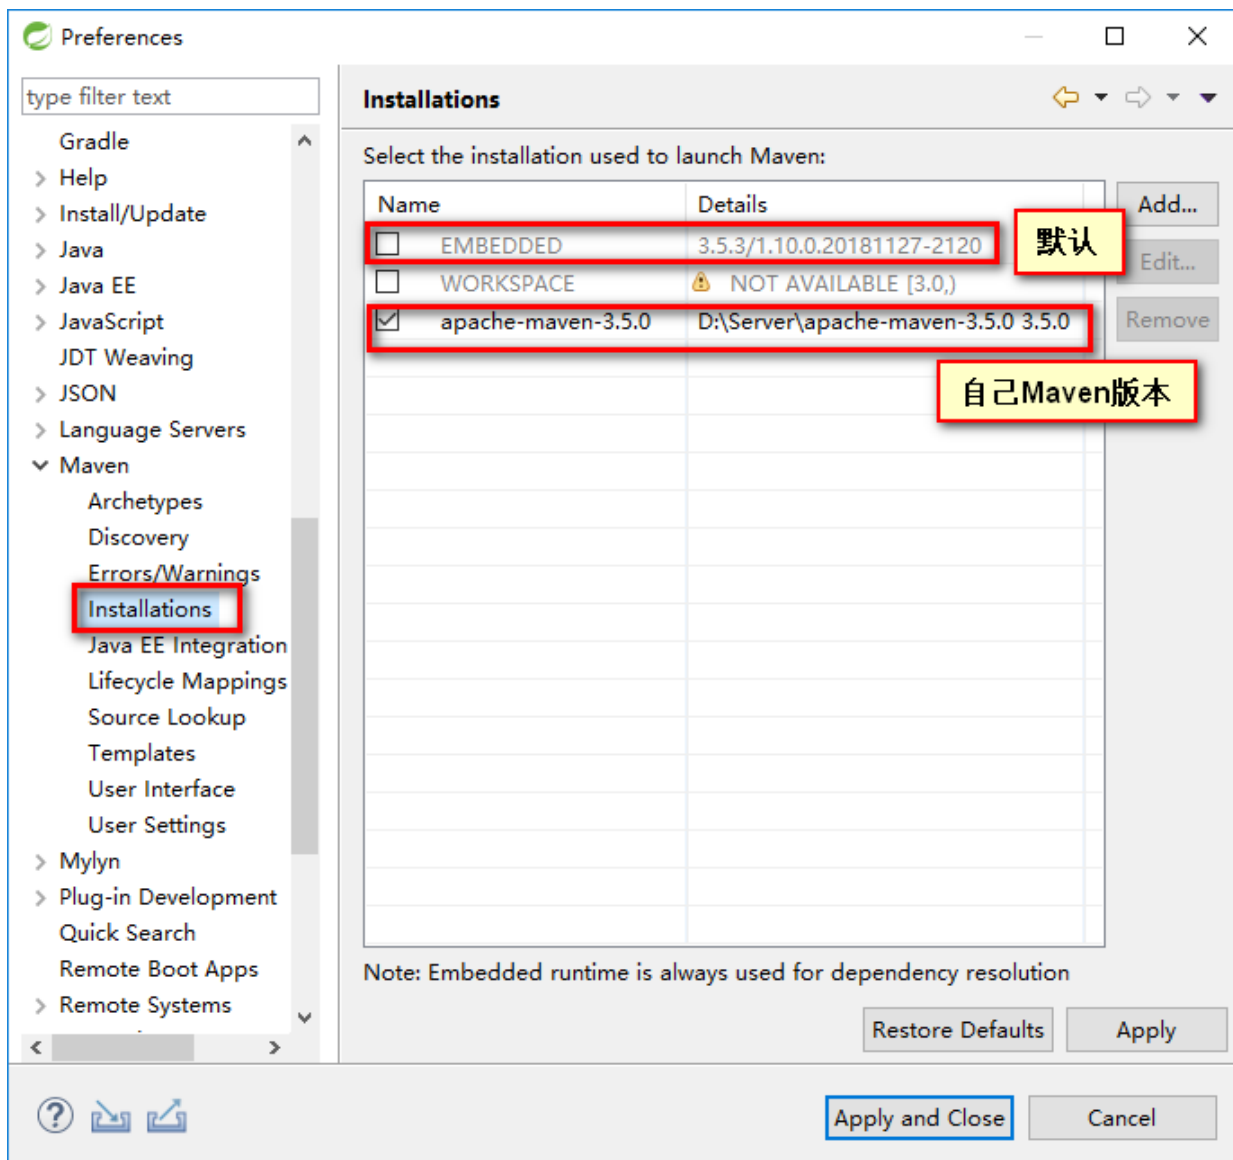 Preferences
type filter text
Gradle
Help
Install/Update
Java
Java EE
JavaScript
JDT Weaving
JSON
Language Servers
Maven
Archetypes
Discovery
Errors/Warnings
Installations
Java EE Integration
Lifecycle Mappings
Source Lookup
Templates
User Interface
User Settings
Mylyn
Plug-in Development
Quick Search
Remote Boot Apps
Remote Systems
Installations
Select the installation used to launch Maven:
Name Details
EMBEDDED 3.5.3/1.10.0.20181127-2120
默认
WORKSPACE NOT AVAILABLE [3.0,)
apache-maven-3.5.0 D:\Server\apache-maven-3.5.0 3.5.0
自己Maven版本
Add...
Edit...
Remove
Note: Embedded runtime is always used for dependency resolution
Restore Defaults Apply
? Apply and Close Cancel